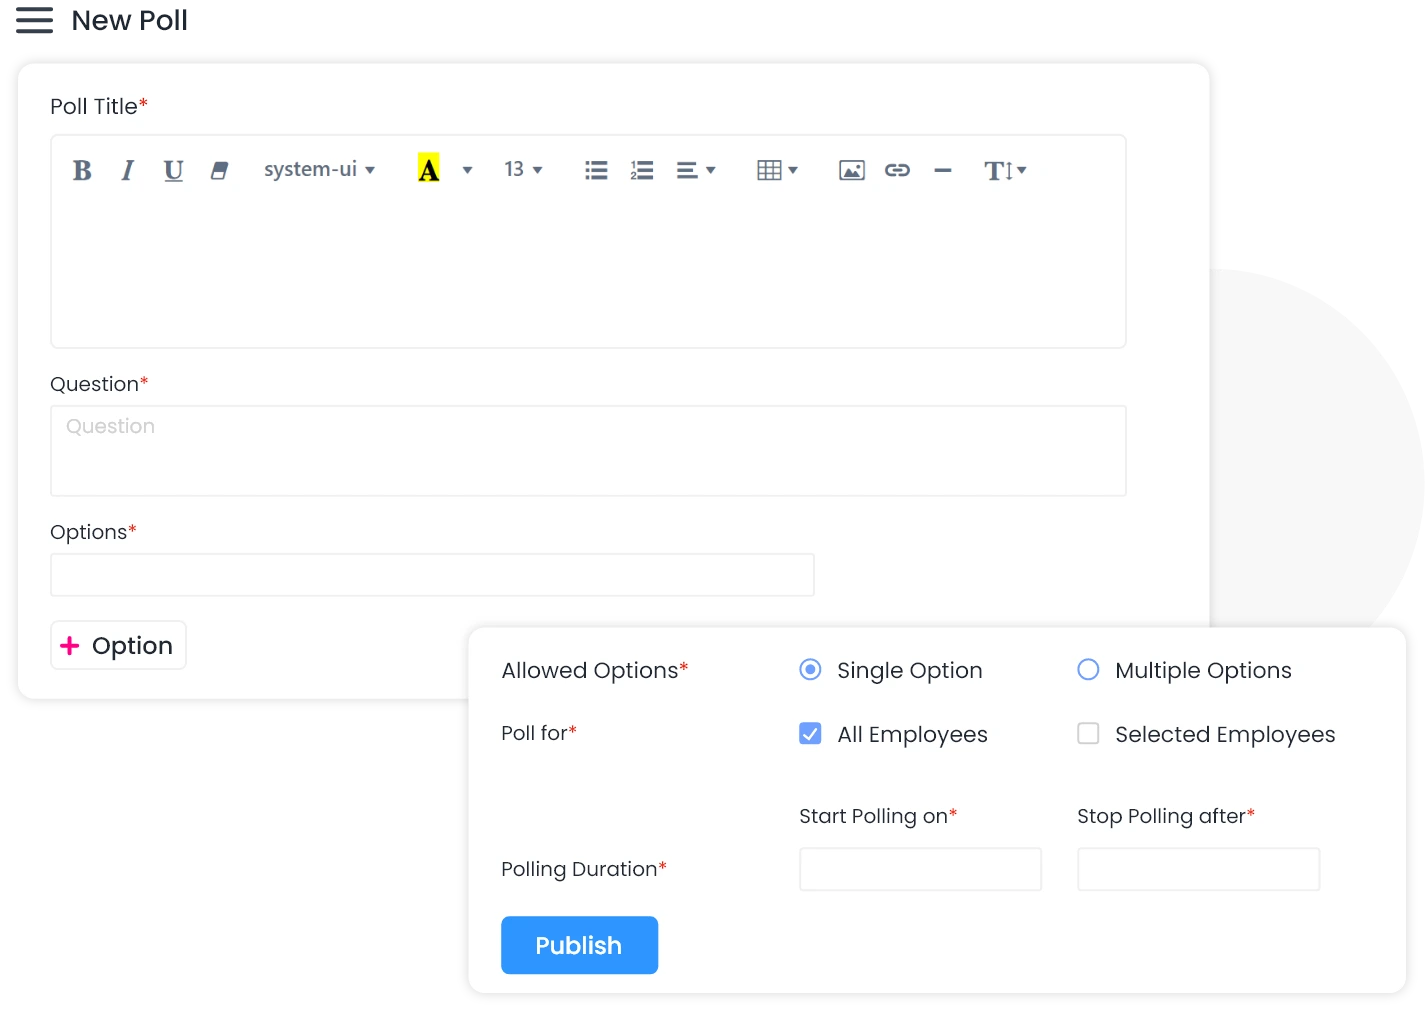 New Poll
Poll Title*
B I U system-ui A 13 T
Question*
Question
Options*
+ Option
Allowed Options* Single Option Multiple Options
Poll for* All Employees Selected Employees
Start Polling on* Stop Polling after*
Polling Duration*
Publish